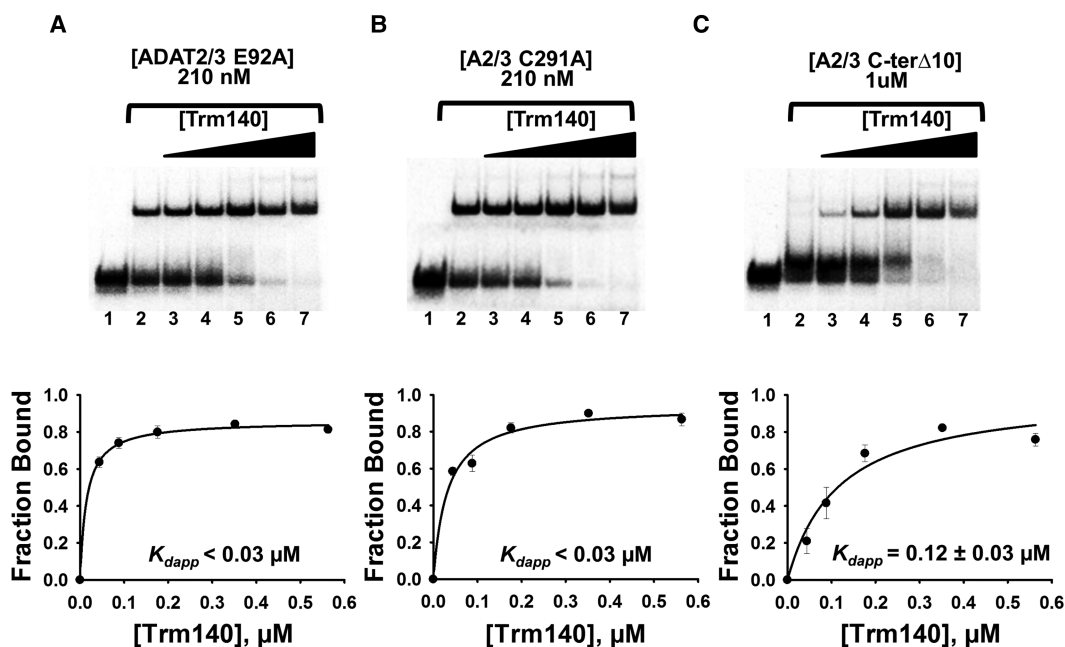 A
[ADAT2/3 E92A]
210 nM
[Trm140]
1 2 3 4 5 6 7
Fraction Bound
1.0
0.8
0.6
0.4
0.2
0.0
Kdapp < 0.03 µM
0.0 0.1 0.2 0.3 0.4 0.5 0.6
[Trm140], µM
B
[A2/3 C291A]
210 nM
[Trm140]
1 2 3 4 5 6 7
Fraction Bound
1.0
0.8
0.6
0.4
0.2
0.0
Kdapp < 0.03 µM
0.0 0.1 0.2 0.3 0.4 0.5 0.6
[Trm140], µM
C
[A2/3 C-terΔ10]
1uM
[Trm140]
1 2 3 4 5 6 7
Fraction Bound
1.0
0.8
0.6
0.4
0.2
0.0
Kdapp = 0.12 ± 0.03 µM
0.0 0.1 0.2 0.3 0.4 0.5 0.6
[Trm140], µM